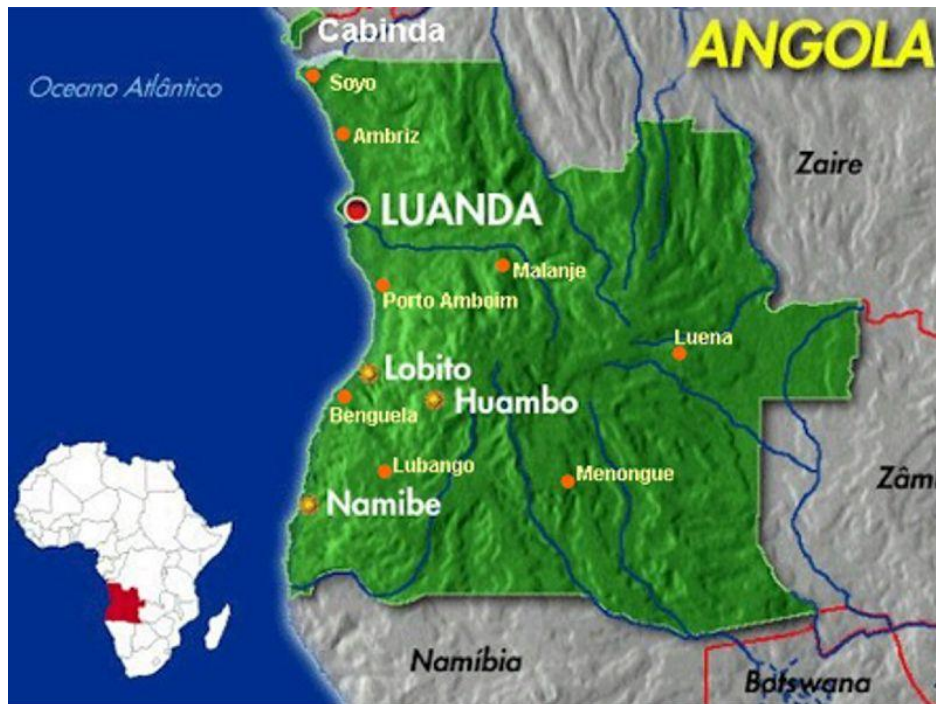 Cabinda
ANGOLA
Oceano Atlântico
Soyo
Ambriz
Zaire
LUANDA
Malanje
Porto Amboim
Luena
Lobito
Huambo
Benguela
Lubango
Menongue
Zâm
Namibe
Namíbia
Botswana